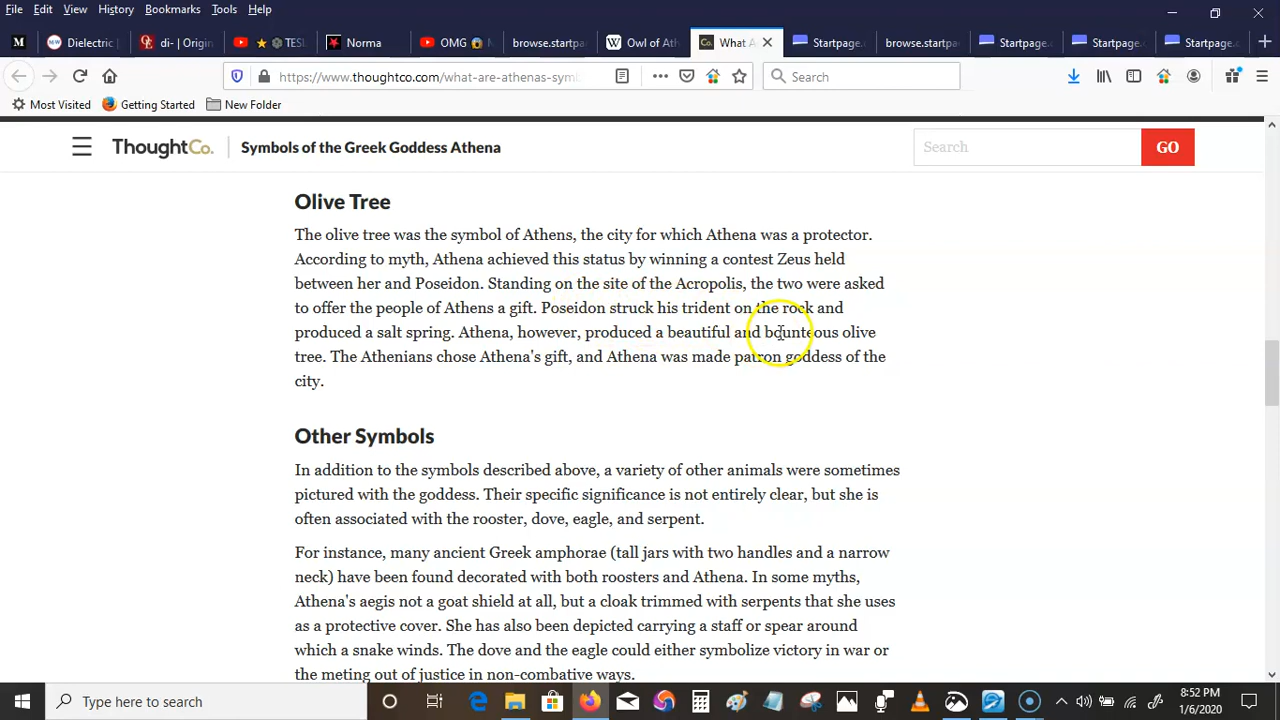 File Edit View History Bookmarks Tools Help
Dielectric di- | Origin TESL Norma OMG browse.startpa Owl of Ath What A Startpage. browse.startpa Startpage.c Startpage. Startpage.c
https://www.thoughtco.com/what-are-athenas-symb Search
Most Visited Getting Started New Folder
ThoughtCo. Symbols of the Greek Goddess Athena Search GO
Olive Tree
The olive tree was the symbol of Athens, the city for which Athena was a protector.
According to myth, Athena achieved this status by winning a contest Zeus held
between her and Poseidon. Standing on the site of the Acropolis, the two were asked
to offer the people of Athens a gift. Poseidon struck his trident on the rock and
produced a salt spring. Athena, however, produced a beautiful and bounteous olive
tree. The Athenians chose Athena's gift, and Athena was made patron goddess of the
city.
Other Symbols
In addition to the symbols described above, a variety of other animals were sometimes
pictured with the goddess. Their specific significance is not entirely clear, but she is
often associated with the rooster, dove, eagle, and serpent.
For instance, many ancient Greek amphorae (tall jars with two handles and a narrow
neck) have been found decorated with both roosters and Athena. In some myths,
Athena's aegis not a goat shield at all, but a cloak trimmed with serpents that she uses
as a protective cover. She has also been depicted carrying a staff or spear around
which a snake winds. The dove and the eagle could either symbolize victory in war or
the meting out of justice in non-combative ways.
Type here to search 8:52 PM
1/6/2020